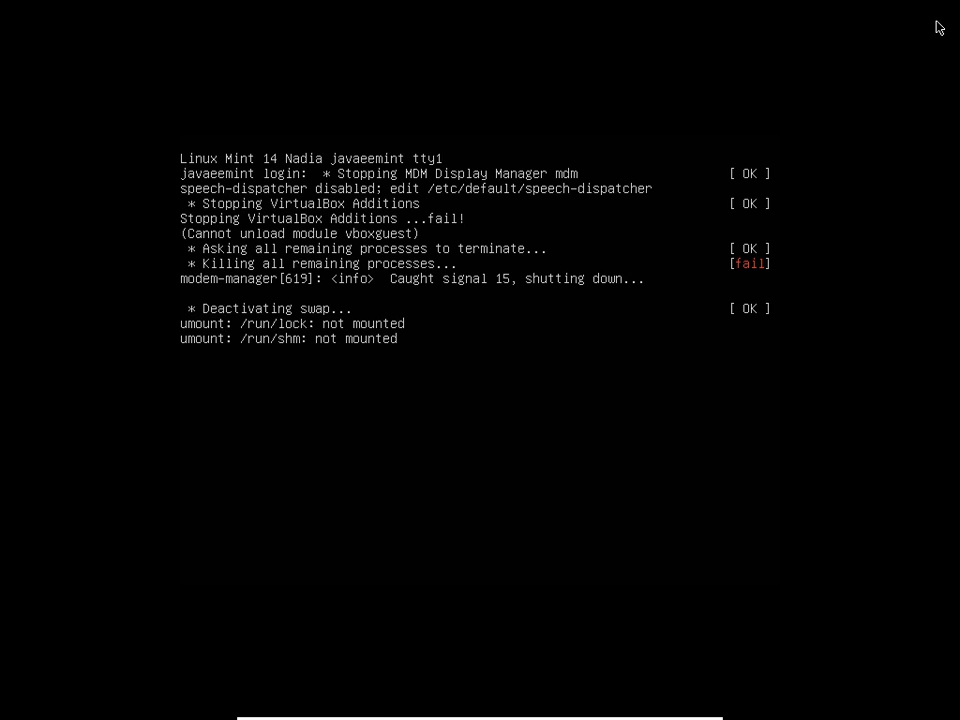 Linux Mint 14 Nadia javaeemint tty1
javaeemint login:  * Stopping MDM Display Manager mdm [ OK ]
speech-dispatcher disabled; edit /etc/default/speech-dispatcher
 * Stopping VirtualBox Additions [ OK ]
Stopping VirtualBox Additions ...fail!
(Cannot unload module vboxguest)
 * Asking all remaining processes to terminate... [ OK ]
 * Killing all remaining processes... [fail]
modem-manager[619]: <info>  Caught signal 15, shutting down...
 * Deactivating swap... [ OK ]
umount: /run/lock: not mounted
umount: /run/shm: not mounted